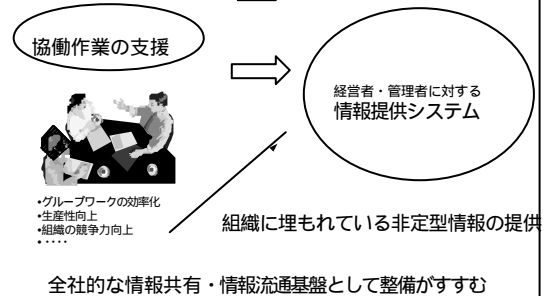 協働作業の支援
経営者・管理者に対する
情報提供システム
•グループワークの効率化
•生産性向上
•組織の競争力向上
•‥‥
組織に埋もれている非定型情報の提供
全社的な情報共有・情報流通基盤として整備がすすむ